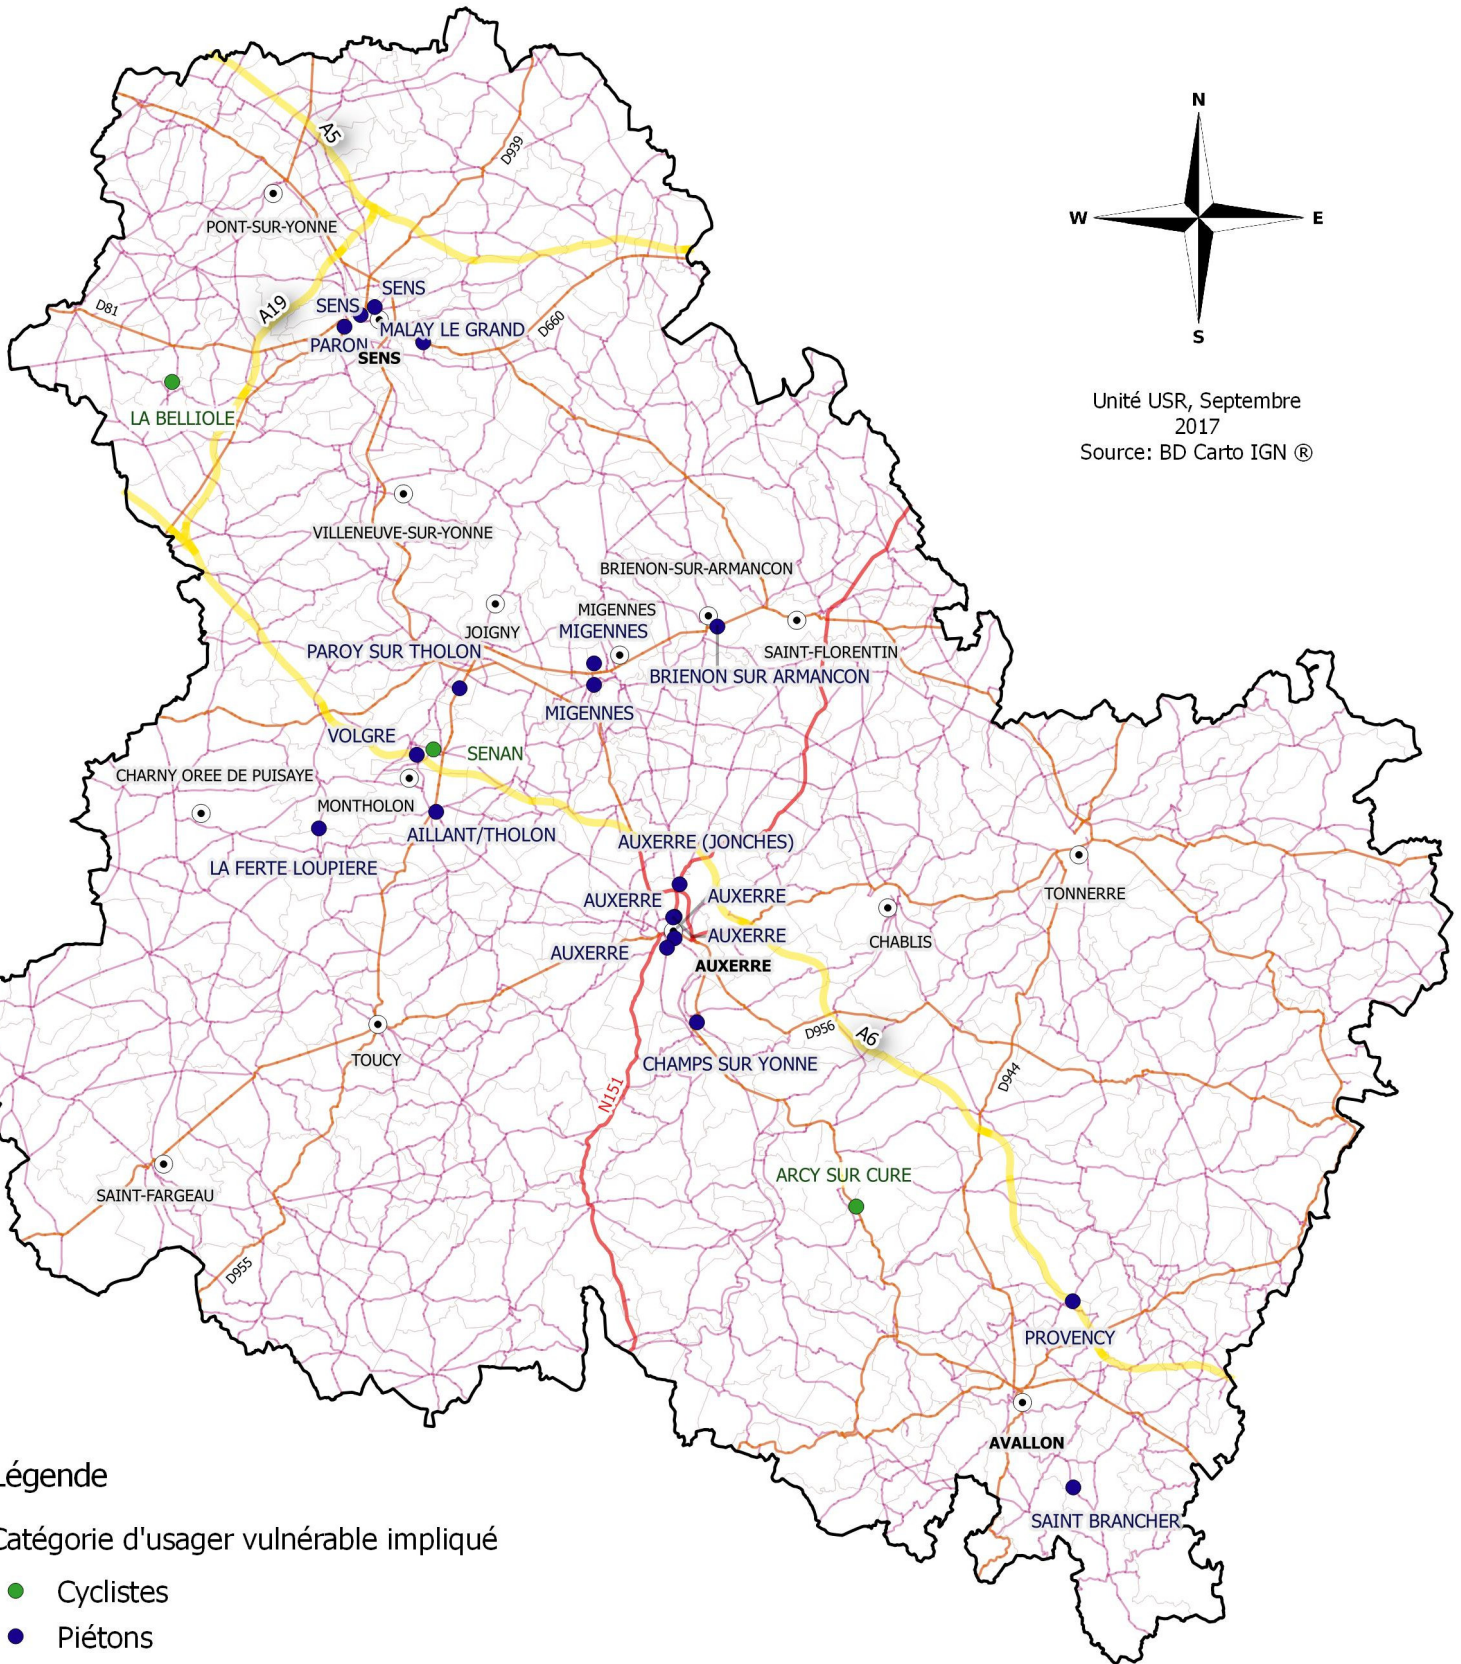 N
W
E
S
Unité USR, Septembre
2017
Source: BD Carto IGN ®
A5
D939
PONT-SUR-YONNE
SENS
SENS
A19
D81
MALAY LE GRAND
D660
PARON
SENS
LA BELLIOLE
VILLENEUVE-SUR-YONNE
BRIENON-SUR-ARMANCON
MIGENNES
JOIGNY
MIGENNES
PAROY SUR THOLON
SAINT-FLORENTIN
BRIENON SUR ARMANCON
MIGENNES
VOLGRE
SENAN
CHARNY OREE DE PUISAYE
MONTHOLON
AILLANT/THOLON
AUXERRE (JONCHES)
LA FERTE LOUPIERE
TONNERRE
AUXERRE
AUXERRE
AUXERRE
CHABLIS
AUXERRE
AUXERRE
D956
A6
TOUCY
CHAMPS SUR YONNE
D944
N151
ARCY SUR CURE
SAINT-FARGEAU
D955
PROVENCY
AVALLON
SAINT BRANCHER
Légende
Catégorie d'usager vulnérable impliqué
Cyclistes
Piétons